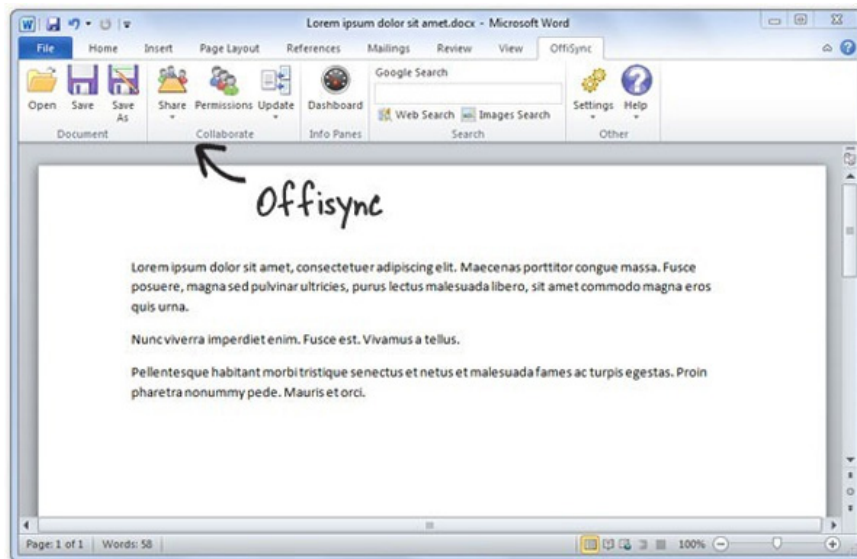 Lorem ipsum dolor sit amet.docx - Microsoft Word
File Home Insert Page Layout References Mailings Review View OffiSync
Google Search
Open Save Save As Share Permissions Update Dashboard Web Search Images Search Settings Help
Document Collaborate Info Panes Search Other
Offisync
Lorem ipsum dolor sit amet, consectetuer adipiscing elit. Maecenas porttitor congue massa. Fusce
posuere, magna sed pulvinar ultricies, purus lectus malesuada libero, sit amet commodo magna eros
quis urna.
Nunc viverra imperdiet enim. Fusce est. Vivamus a tellus.
Pellentesque habitant morbi tristique senectus et netus et malesuada fames ac turpis egestas. Proin
pharetra nonummy pede. Mauris et orci.
Page: 1 of 1 Words: 58 100%